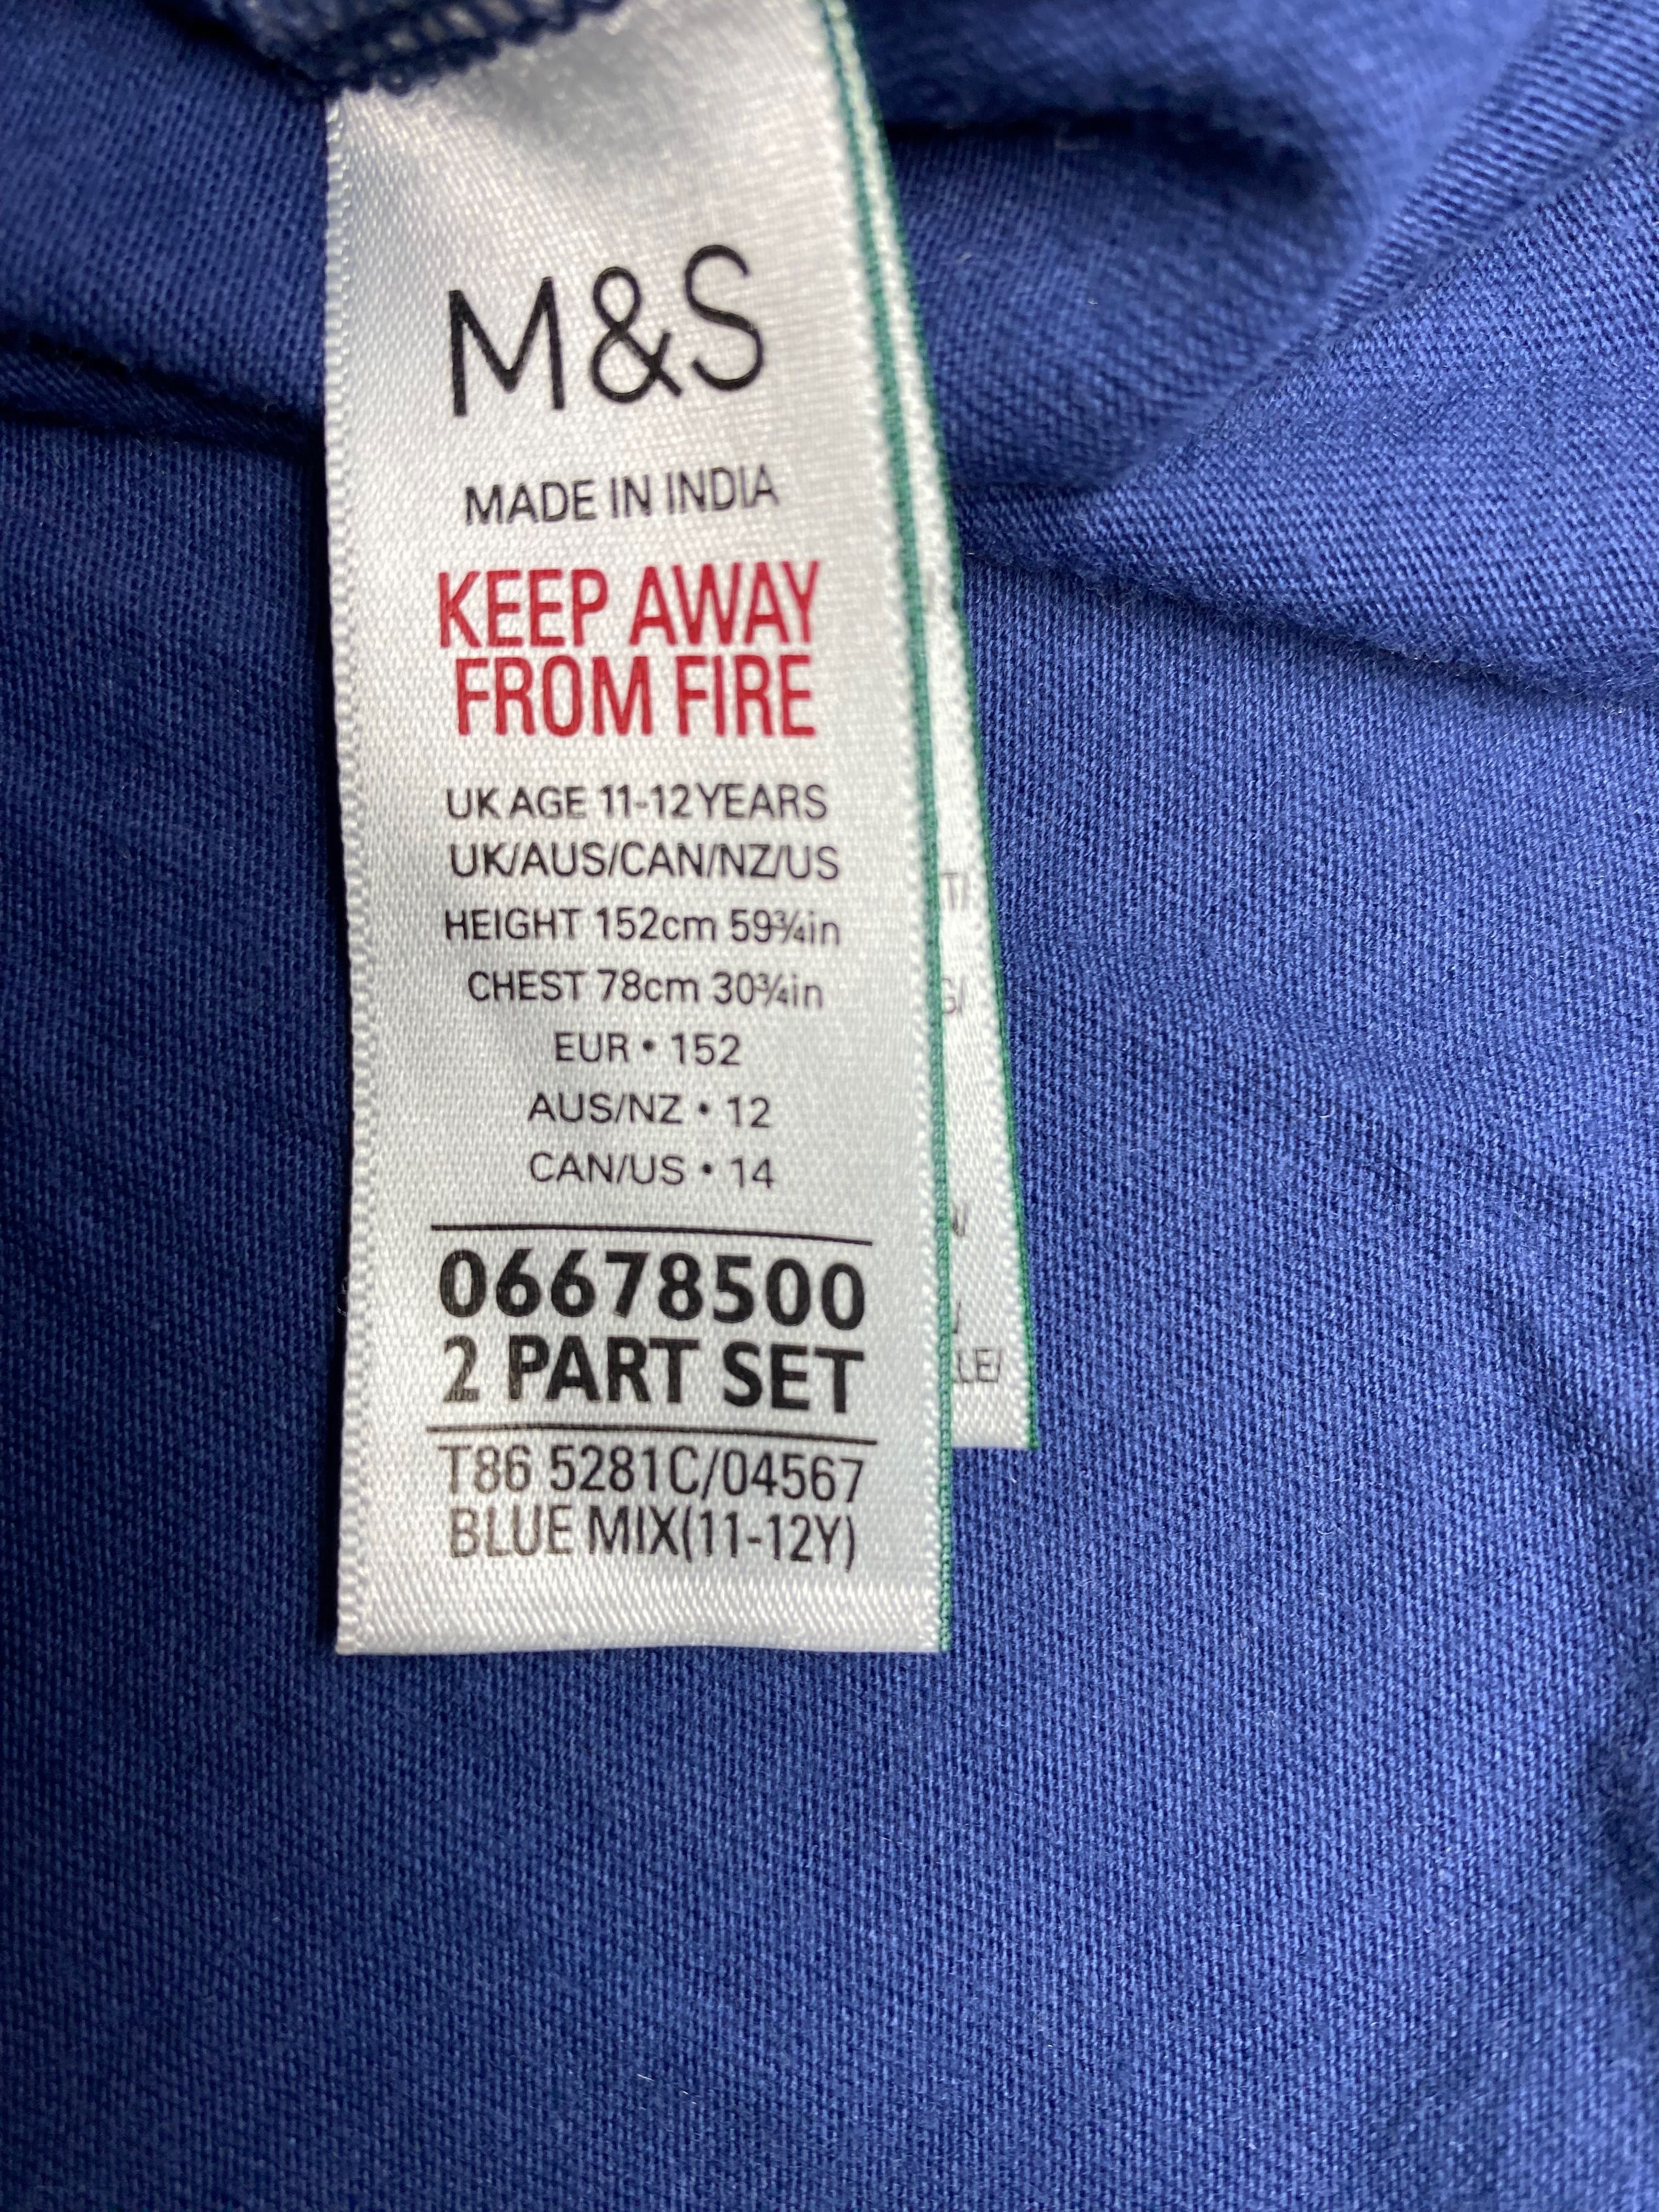 M&S
MADE IN INDIA
KEEP AWAY
FROM FIRE
UK AGE 11-12YEARS
UK/AUS/CAN/NZ/US
HEIGHT 152cm 59¾in
CHEST 78cm 30¾in
EUR • 152
AUS/NZ • 12
CAN/US • 14
06678500
2 PART SET
T86 5281C/04567
BLUE MIX(11-12Y)